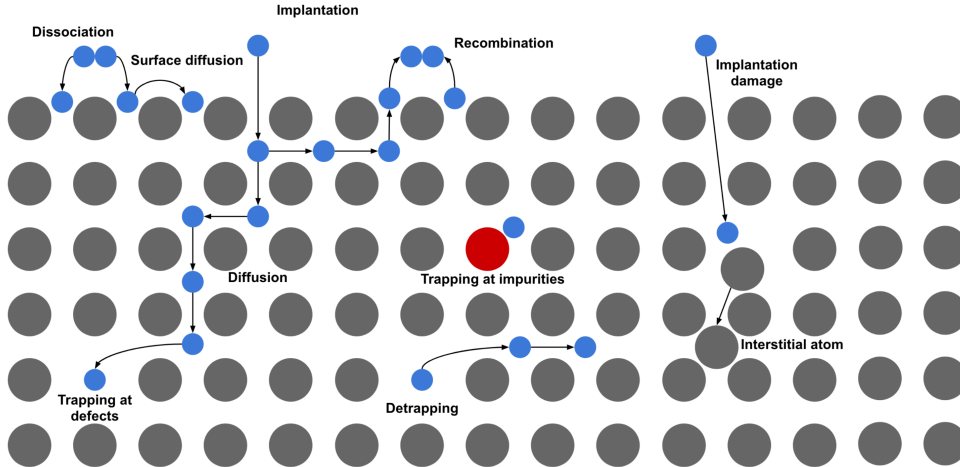 Implantation
Dissociation
Surface diffusion
Recombination
Implantation
damage
Diffusion
Trapping at impurities
Interstitial atom
Trapping at
defects
Detrapping